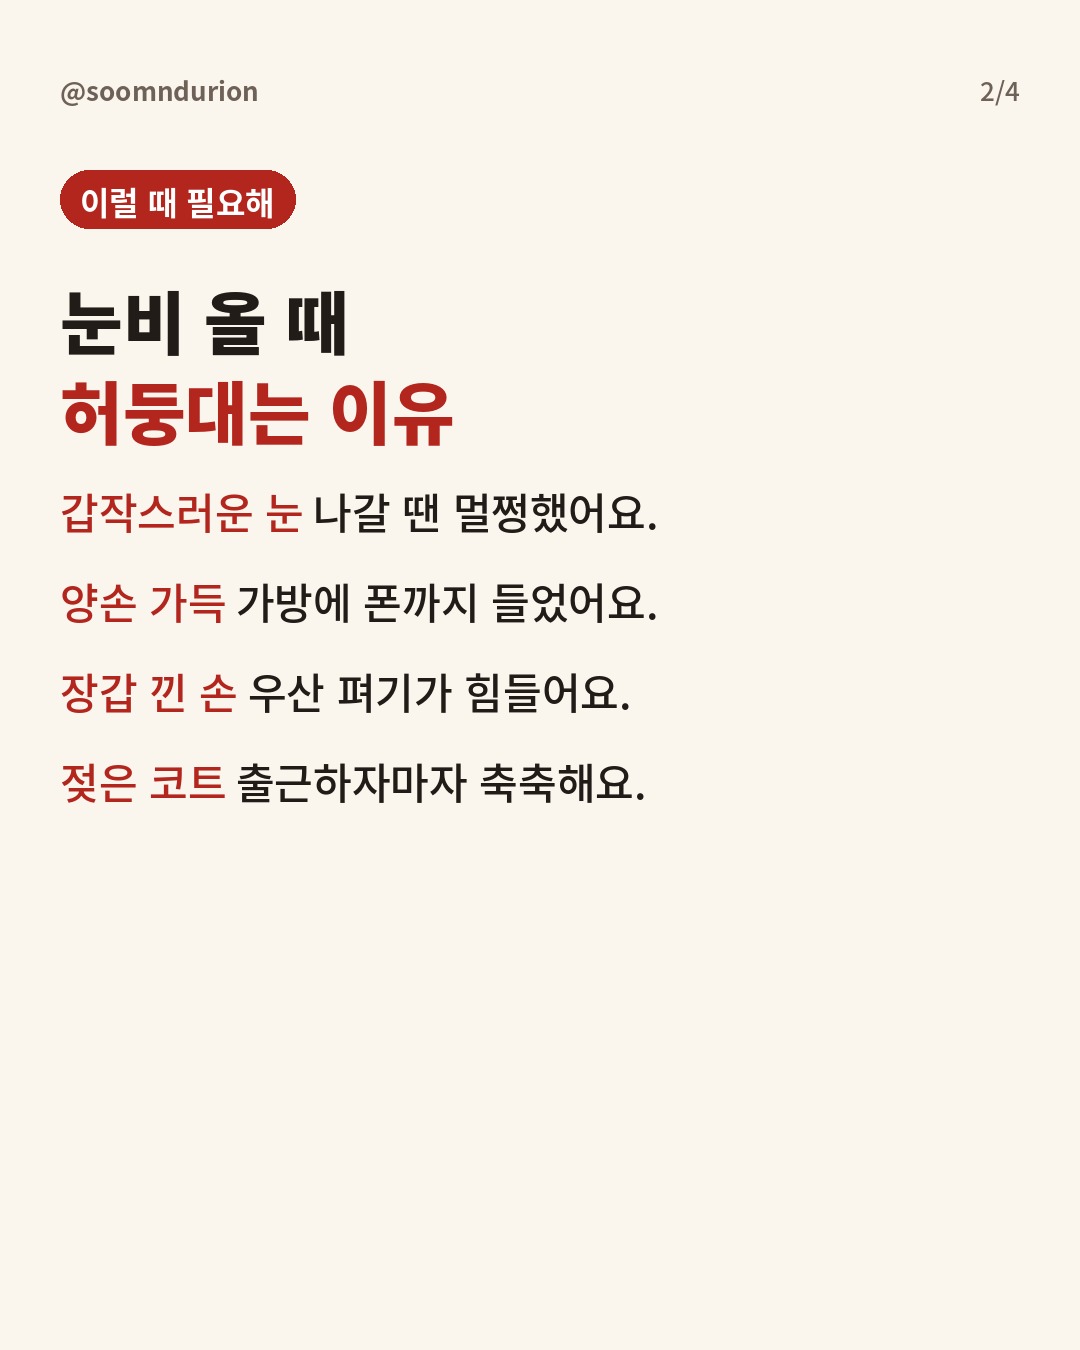 @soomndurion
2/4
이럴 때 필요해
눈비 올 때
허둥대는 이유
갑작스러운 눈 나갈 땐 멀쩡했어요.
양손 가득 가방에 폰까지 들었어요.
장갑 낀 손 우산 펴기가 힘들어요.
젖은 코트 출근하자마자 축축해요.